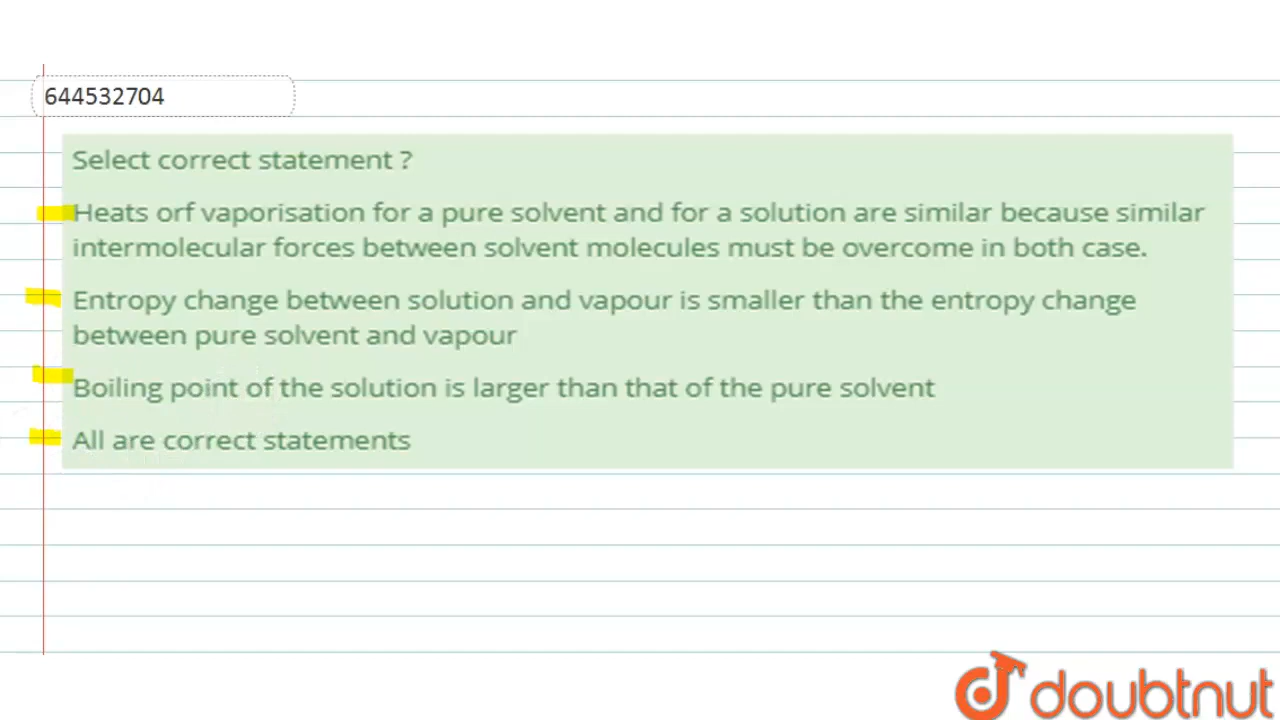 644532704
Select correct statement ?
Heats orf vaporisation for a pure solvent and for a solution are similar because similar
intermolecular forces between solvent molecules must be overcome in both case.
Entropy change between solution and vapour is smaller than the entropy change
between pure solvent and vapour
Boiling point of the solution is larger than that of the pure solvent
All are correct statements
doubtnut